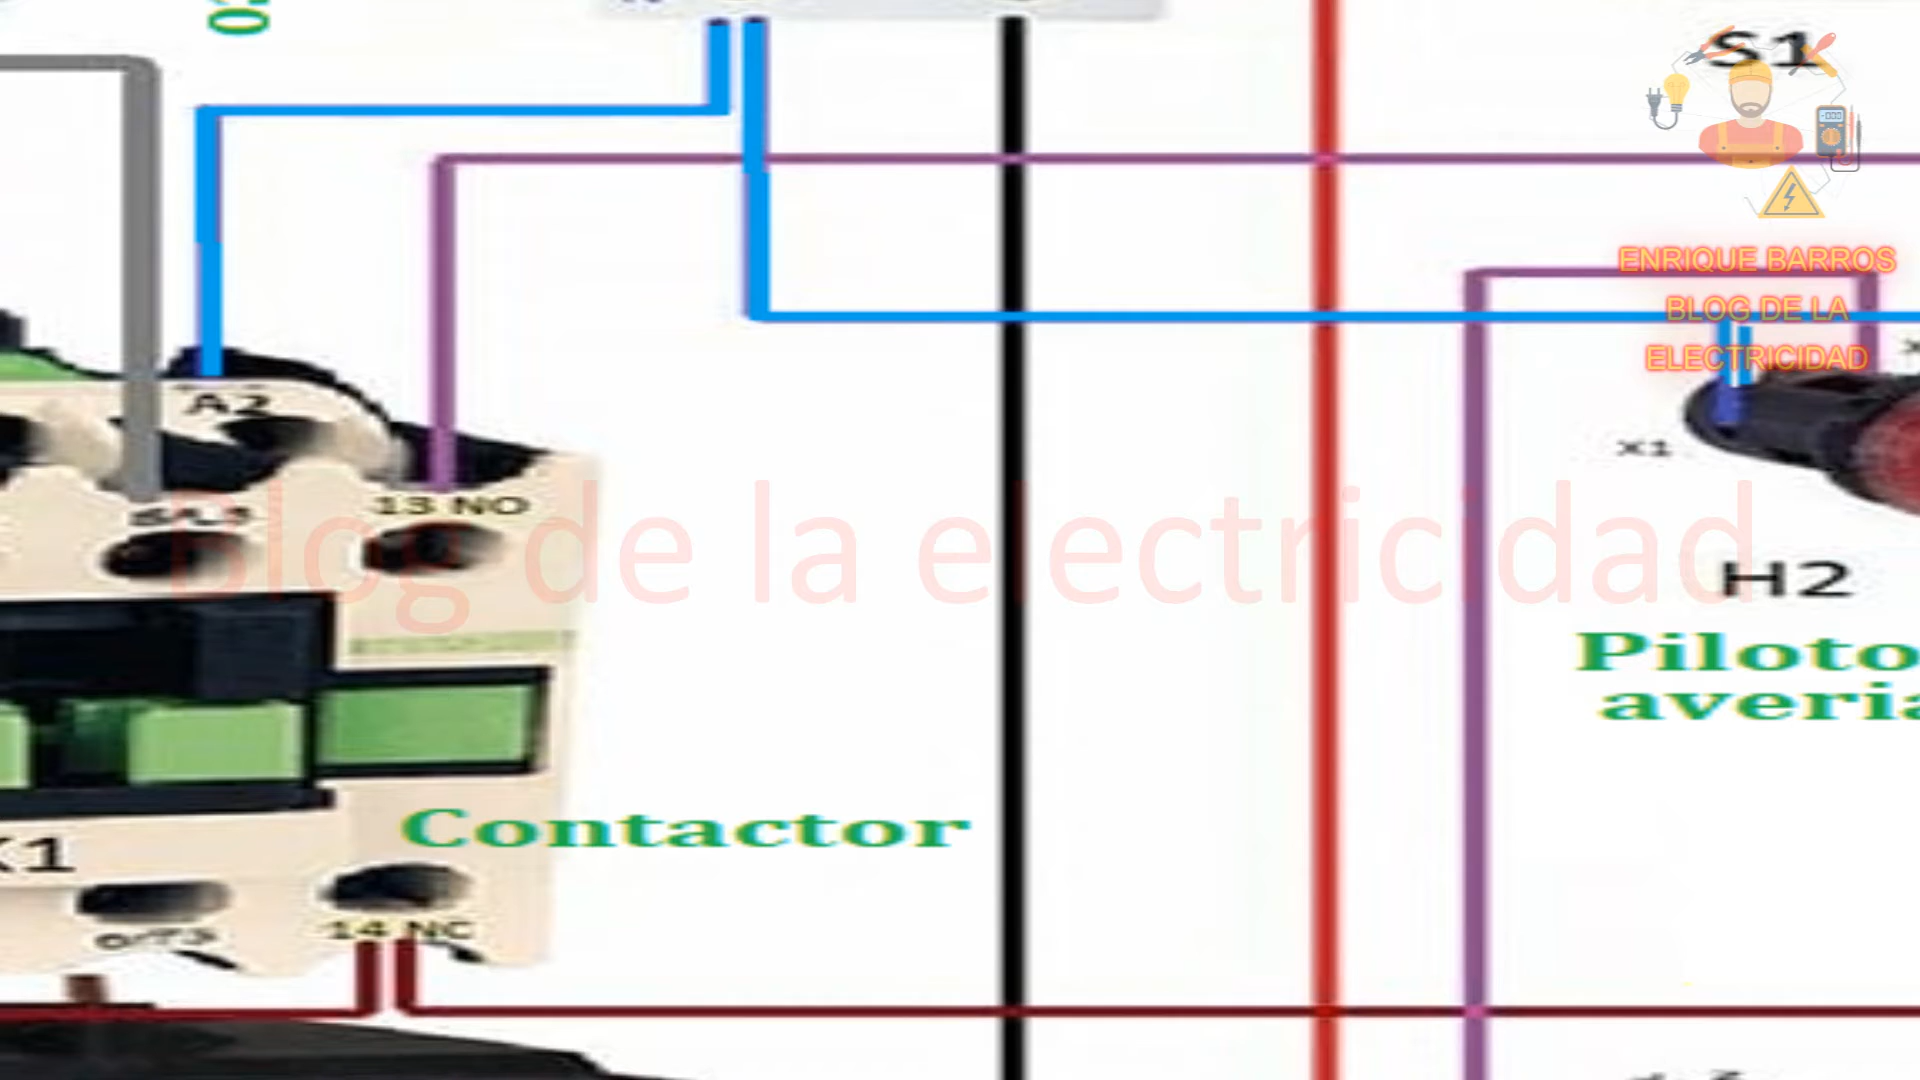 S1
ENRIQUE BARROS
BLOG DE LA
ELECTRICIDAD
A2
X1
13 NO
Blog de la electricidad
H2
Piloto
averia
Contactor
14 NC